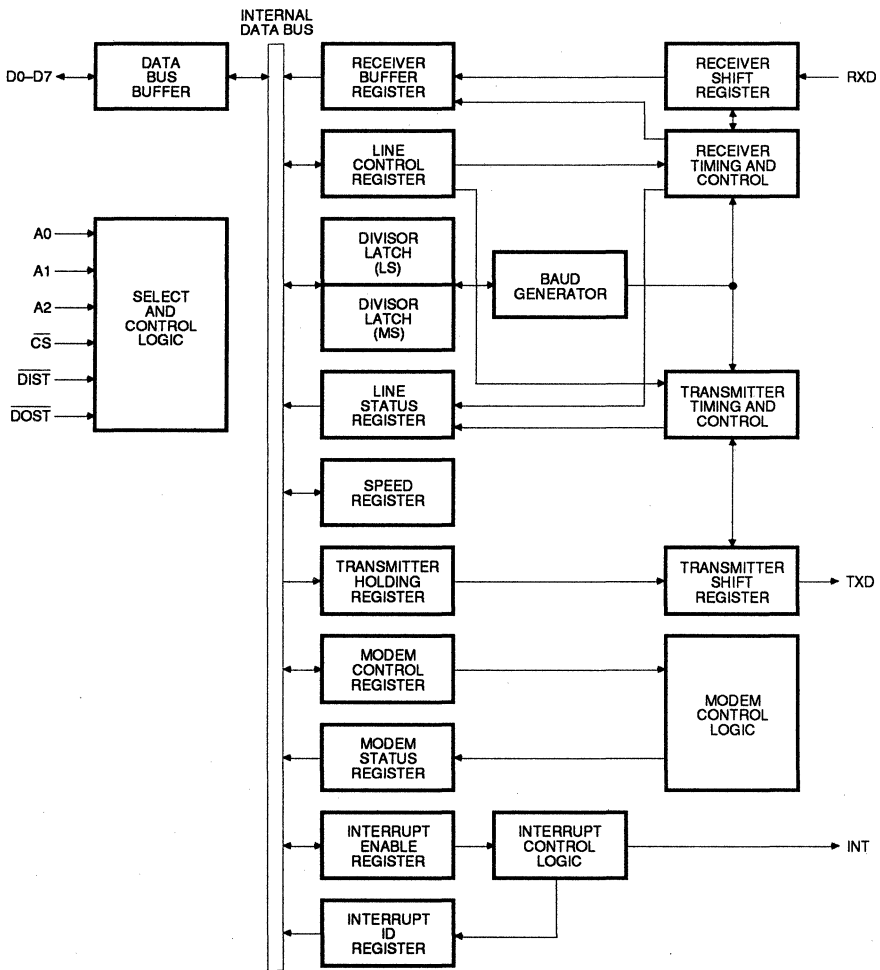 INTERNAL
DATA BUS
D0–D7
DATA
BUS
BUFFER
RECEIVER
BUFFER
REGISTER
RECEIVER
SHIFT
REGISTER
RXD
LINE
CONTROL
REGISTER
RECEIVER
TIMING AND
CONTROL
A0
A1
A2
C̅S̅
D̅I̅S̅T̅
D̅O̅S̅T̅
SELECT
AND
CONTROL
LOGIC
DIVISOR
LATCH
(LS)
DIVISOR
LATCH
(MS)
BAUD
GENERATOR
LINE
STATUS
REGISTER
TRANSMITTER
TIMING AND
CONTROL
SPEED
REGISTER
TRANSMITTER
HOLDING
REGISTER
TRANSMITTER
SHIFT
REGISTER
TXD
MODEM
CONTROL
REGISTER
MODEM
CONTROL
LOGIC
MODEM
STATUS
REGISTER
INTERRUPT
ENABLE
REGISTER
INTERRUPT
CONTROL
LOGIC
INT
INTERRUPT
ID
REGISTER